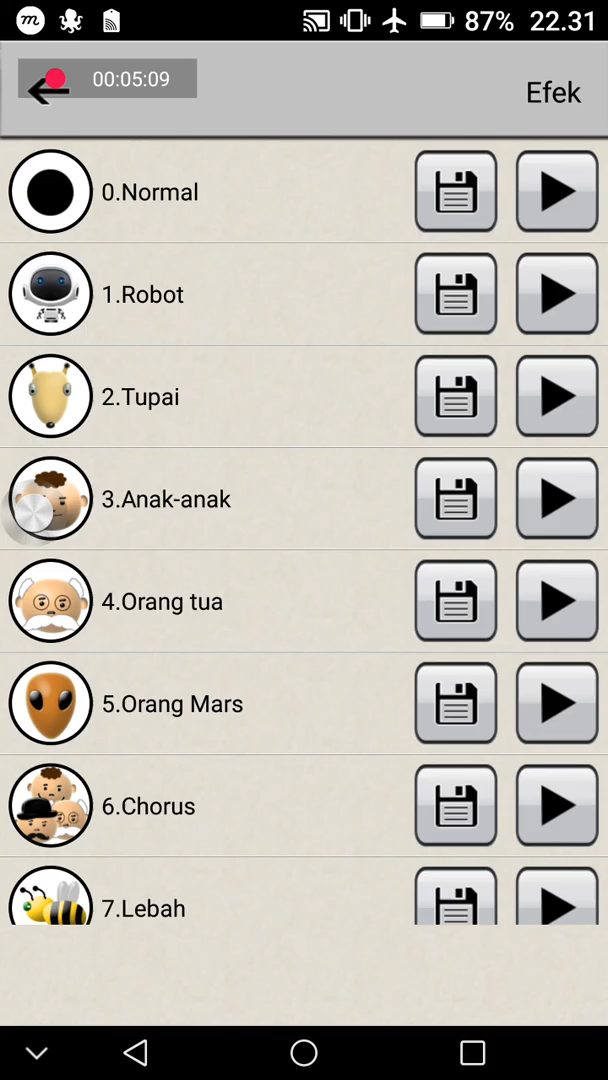 m
87% 22.31
00:05:09
Efek
0.Normal
1.Robot
2.Tupai
3.Anak-anak
4.Orang tua
5.Orang Mars
6.Chorus
7.Lebah